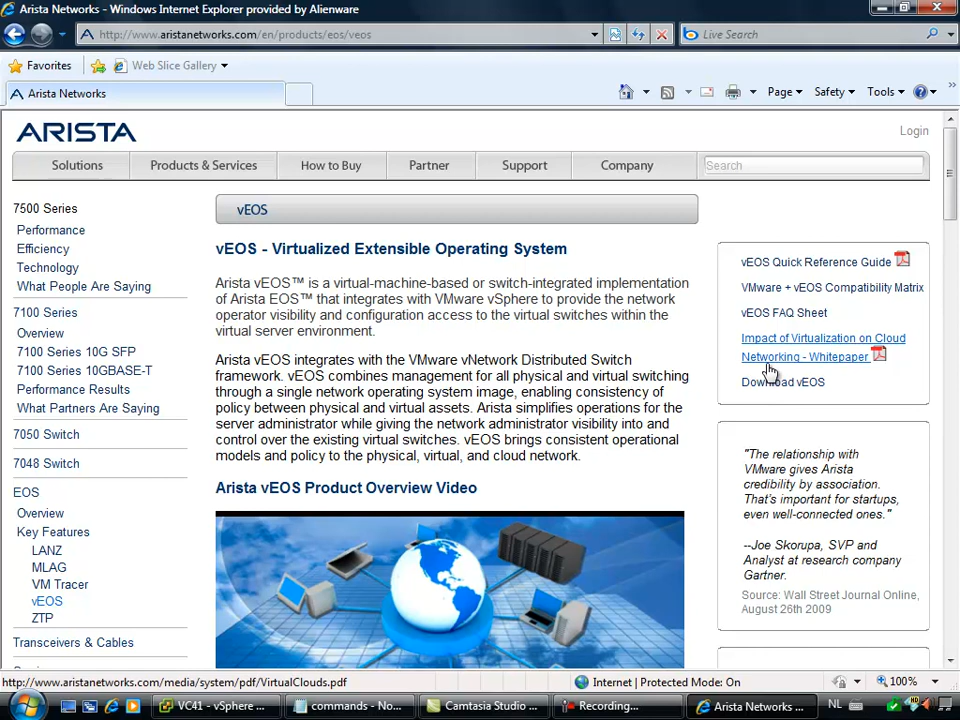 Arista Networks - Windows Internet Explorer provided by Alienware
http://www.aristanetworks.com/en/products/eos/veos
Live Search
Favorites
Web Slice Gallery
Arista Networks
Page
Safety
Tools
ARISTA
Login
Solutions
Products & Services
How to Buy
Partner
Support
Company
Search
7500 Series
Performance
Efficiency
Technology
What People Are Saying
7100 Series
Overview
7100 Series 10G SFP
7100 Series 10GBASE-T
Performance Results
What Partners Are Saying
7050 Switch
7048 Switch
EOS
Overview
Key Features
LANZ
MLAG
VM Tracer
vEOS
ZTP
Transceivers & Cables
vEOS
vEOS - Virtualized Extensible Operating System
Arista vEOS™ is a virtual-machine-based or switch-integrated implementation
of Arista EOS™ that integrates with VMware vSphere to provide the network
operator visibility and configuration access to the virtual switches within the
virtual server environment.
Arista vEOS integrates with the VMware vNetwork Distributed Switch
framework. vEOS combines management for all physical and virtual switching
through a single network operating system image, enabling consistency of
policy between physical and virtual assets. Arista simplifies operations for the
server administrator while giving the network administrator visibility into and
control over the existing virtual switches. vEOS brings consistent operational
models and policy to the physical, virtual, and cloud network.
Arista vEOS Product Overview Video
vEOS Quick Reference Guide
VMware + vEOS Compatibility Matrix
vEOS FAQ Sheet
Impact of Virtualization on Cloud
Networking - Whitepaper
Download vEOS
"The relationship with
VMware gives Arista
credibility by association.
That's important for startups,
even well-connected ones."
--Joe Skorupa, SVP and
Analyst at research company
Gartner.
Source: Wall Street Journal Online,
August 26th 2009
http://www.aristanetworks.com/media/system/pdf/VirtualClouds.pdf
Internet | Protected Mode: On
100%
VC41 - vSphere ...
commands - No...
Camtasia Studio ...
Recording...
Arista Networks ...
NL